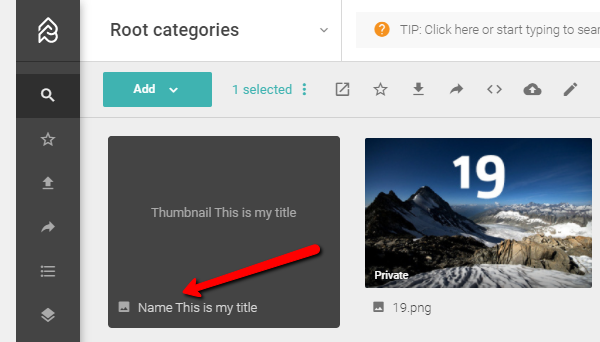 Root categories
TIP: Click here or start typing to sear
Add
1 selected
Thumbnail This is my title
19
Private
Name This is my title
19.png